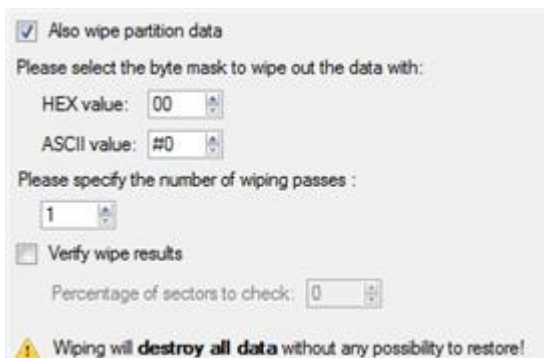 Also wipe partition data
Please select the byte mask to wipe out the data with:
HEX value: 00
ASCII value: #0
Please specify the number of wiping passes :
1
Verify wipe results
Percentage of sectors to check: 0
Wiping will destroy all data without any possibility to restore!